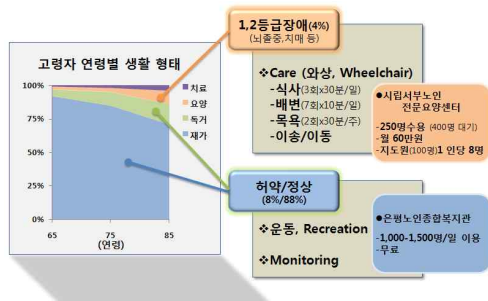 고령자 연령별 생활 형태
100%
75%
50%
25%
0%
65
75
85
(연령)
치료
요양
독거
재가
1,2등급장애(4%)
(뇌졸중,치매 등)
❖Care (와상, Wheelchair)
-식사(3회x30분/일)
-배변(7회x10분/일)
-목욕(2회x30분/주)
-이송/이동
●시립서부노인
전문요양센터
-250명수용 (400명 대기)
-월 60만원
-지도원(100명)1 인당 8명
허약/정상
(8%/88%)
❖운동, Recreation
❖Monitoring
●은평노인종합복지관
-1,000-1,500명/일 이용
-무료